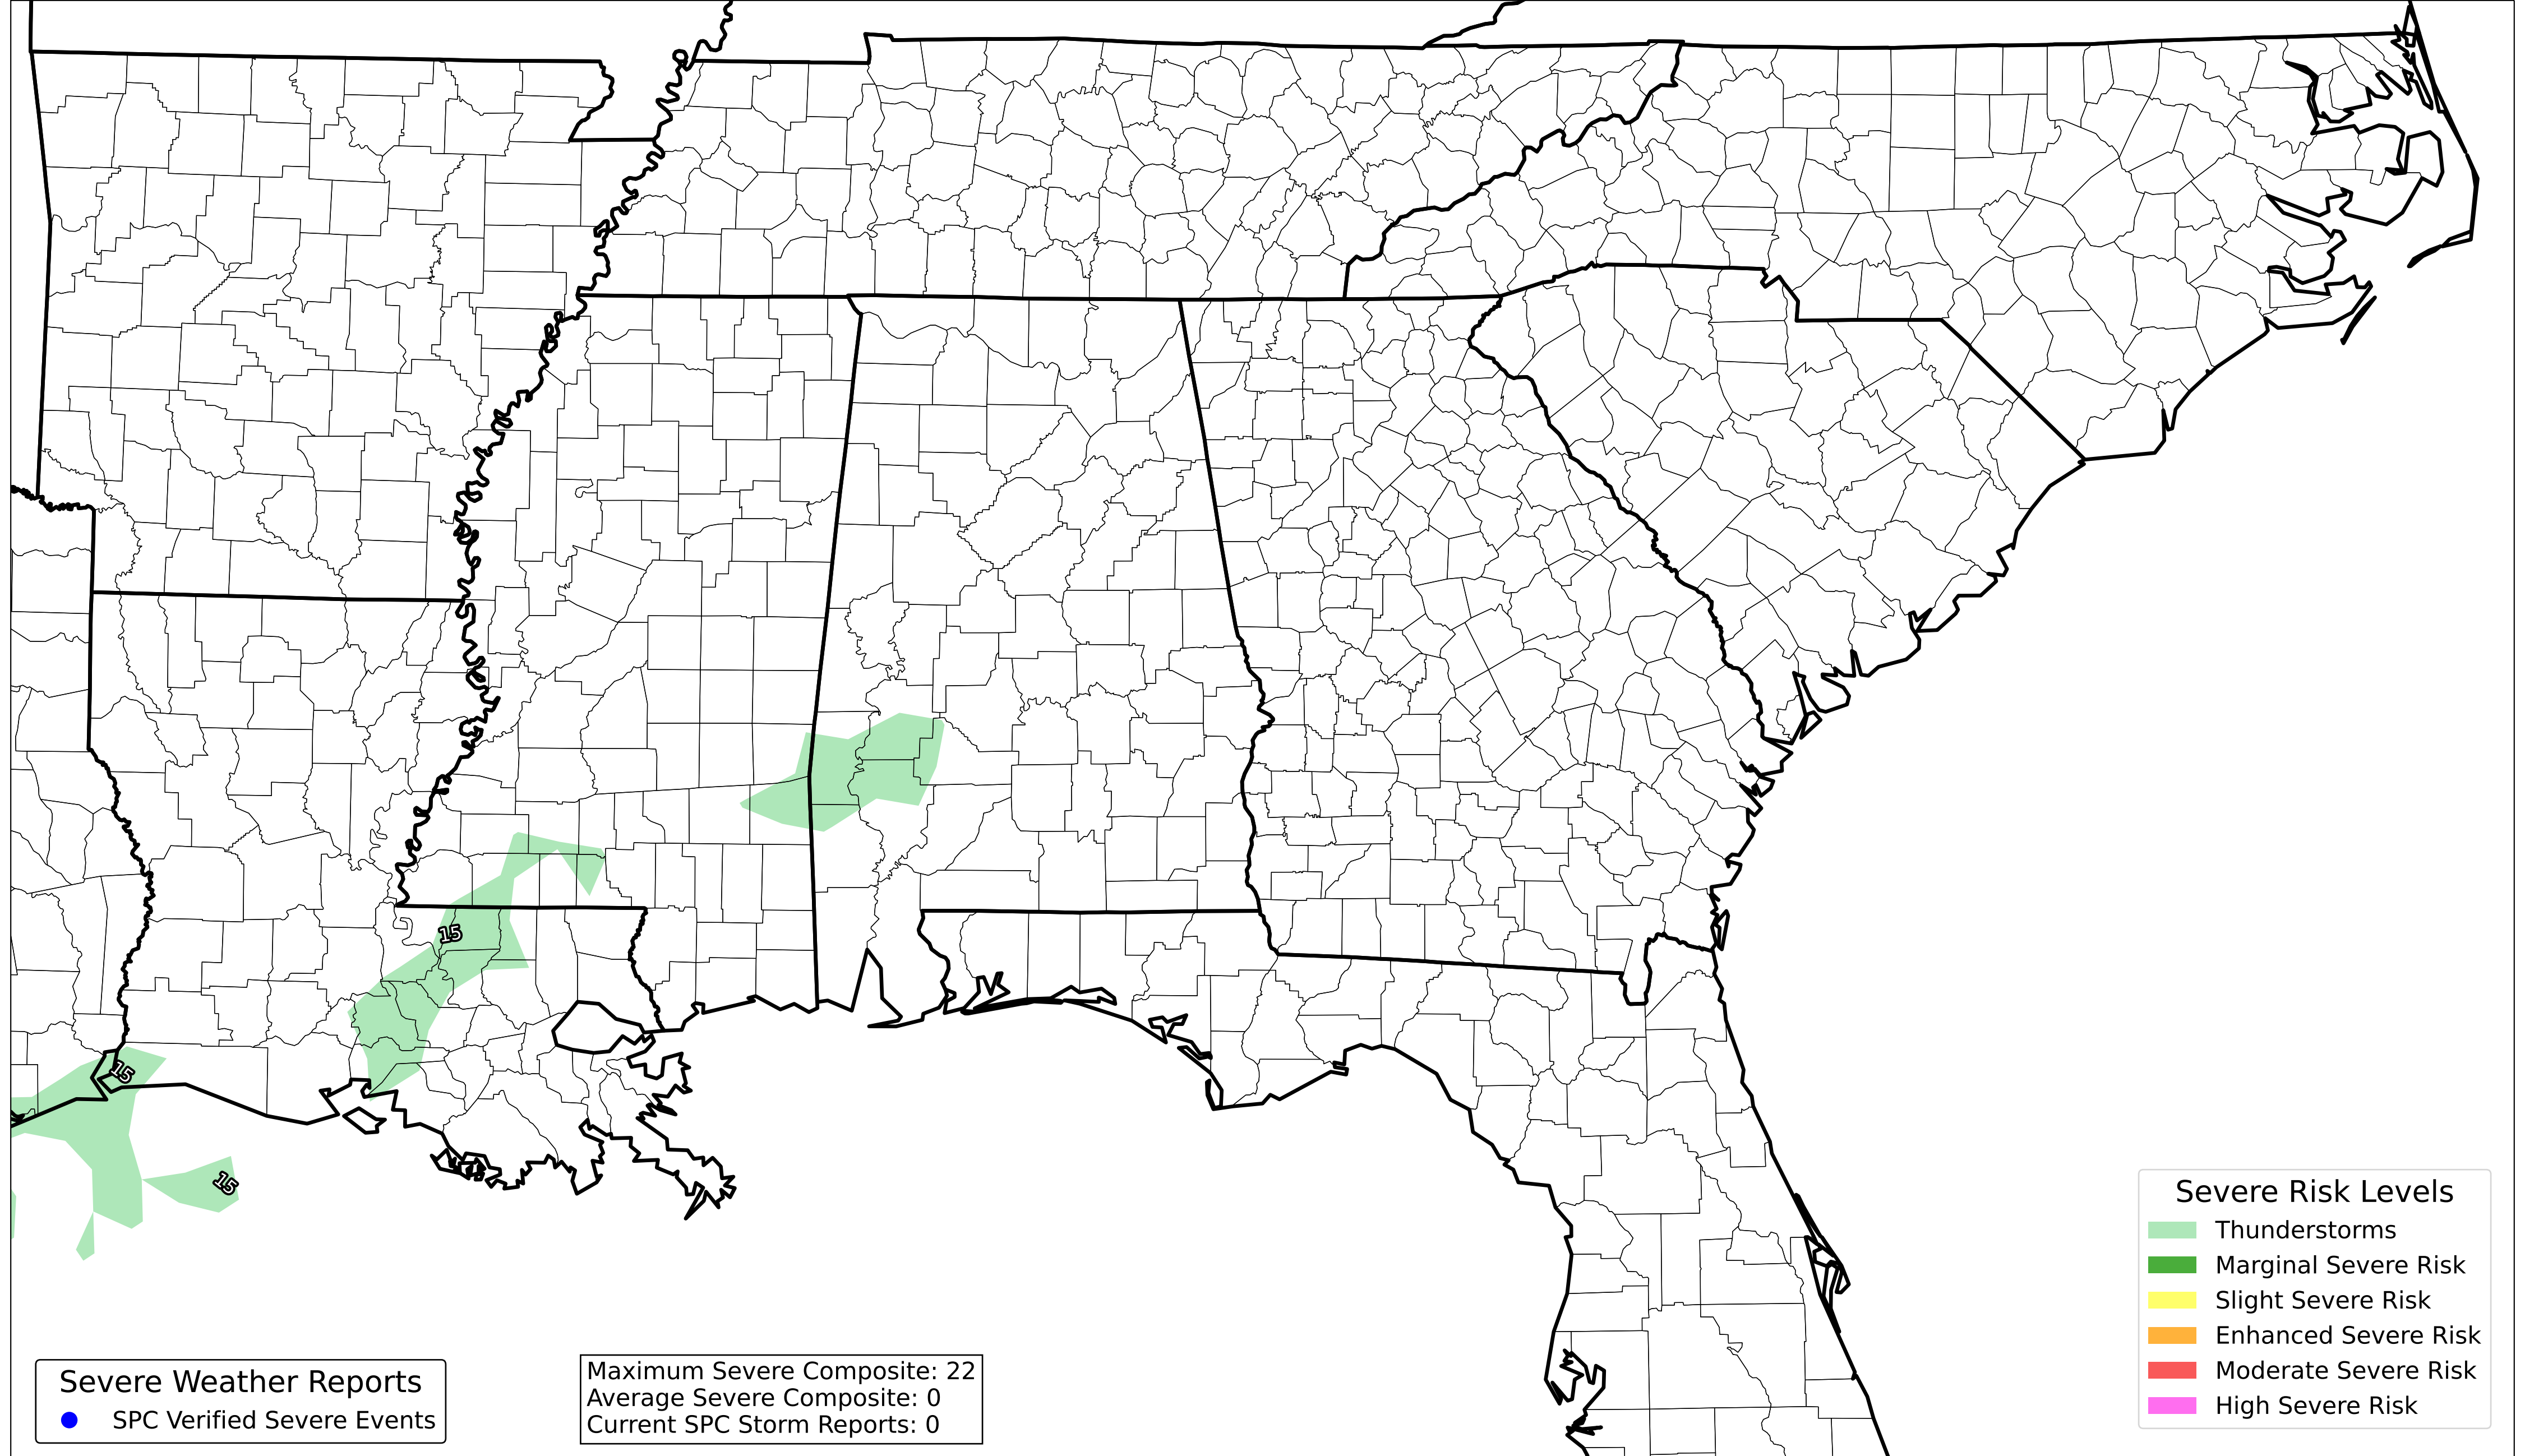 15
15
15
Severe Risk Levels
Thunderstorms
Marginal Severe Risk
Slight Severe Risk
Enhanced Severe Risk
Moderate Severe Risk
High Severe Risk
Severe Weather Reports
SPC Verified Severe Events
Maximum Severe Composite: 22
Average Severe Composite: 0
Current SPC Storm Reports: 0